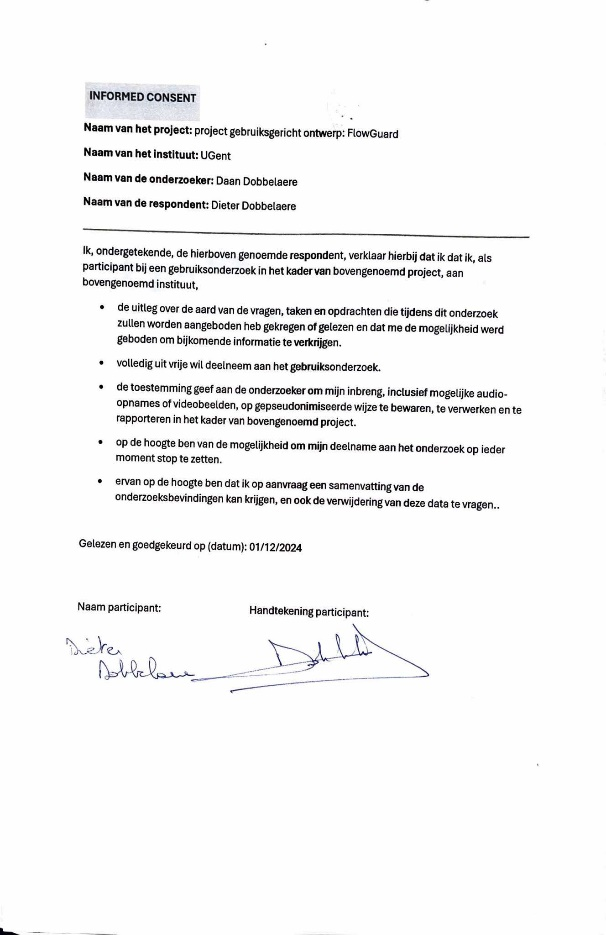 INFORMED CONSENT
Naam van het project: project gebruiksgericht ontwerp: FlowGuard
Naam van het instituut: UGent
Naam van de onderzoeker: Daan Dobbelaere
Naam van de respondent: Dieter Dobbelaere
Ik, ondergetekende, de hierboven genoemde respondent, verklaar hierbij dat ik dat ik, als
participant bij een gebruiksonderzoek in het kader van bovengenoemd project, aan
bovengenoemd instituut,
• de uitleg over de aard van de vragen, taken en opdrachten die tijdens dit onderzoek
zullen worden aangeboden heb gekregen of gelezen en dat me de mogelijkheid werd
geboden om bijkomende informatie te verkrijgen.
• volledig uit vrije wil deelneem aan het gebruiksonderzoek.
• de toestemming geef aan de onderzoeker om mijn inbreng, inclusief mogelijke audio-
opnames of videobeelden, op gepseudonimiseerde wijze te bewaren, te verwerken en te
rapporteren in het kader van bovengenoemd project.
• op de hoogte ben van de mogelijkheid om mijn deelname aan het onderzoek op ieder
moment stop te zetten.
• ervan op de hoogte ben dat ik op aanvraag een samenvatting van de
onderzoeksbevindingen kan krijgen, en ook de verwijdering van deze data te vragen..
Gelezen en goedgekeurd op (datum): 01/12/2024
Naam participant: Handtekening participant:
Dieter
Dobbelaere